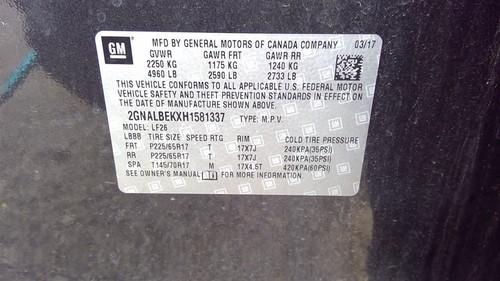 GM
MFD BY GENERAL MOTORS OF CANADA COMPANY 03/17
GVWR GAWR FRT GAWR RR
2250 KG 1175 KG 1240 KG
4960 LB 2590 LB 2733 LB
THIS VEHICLE CONFORMS TO ALL APPLICABLE U.S. FEDERAL MOTOR
VEHICLE SAFETY, BUMPER, AND THEFT PREVENTION STANDARDS
IN EFFECT ON THE DATE OF MANUFACTURE SHOWN ABOVE.
2GNALBEKXH1581337 TYPE: M.P.V.
MODEL: LF26
LBBB TIRE SIZE SPEED RTG RIM COLD TIRE PRESSURE
FRT P225/65R17 T 17X7J 240KPA(35PSI)
RR P225/65R17 T 17X7J 240KPA(35PSI)
SPA T145/70R17 M 17X4.5T 420KPA(60PSI)
SEE OWNER'S MANUAL FOR MORE INFORMATION.